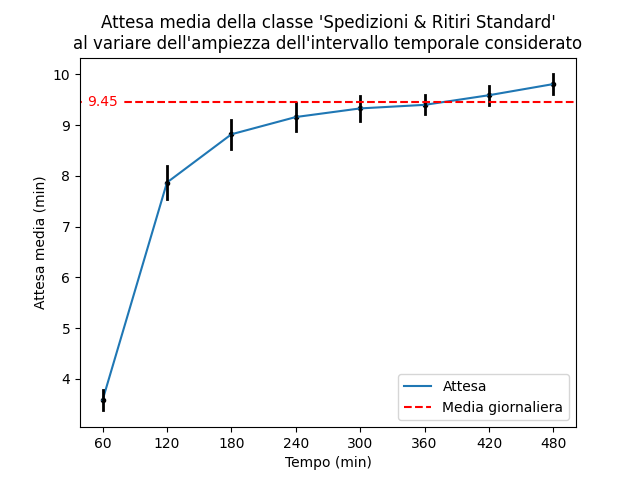 Attesa media della classe 'Spedizioni & Ritiri Standard'
al variare dell'ampiezza dell'intervallo temporale considerato
10
9.45
9
8
7
6
5
4
Attesa media (min)
60 120 180 240 300 360 420 480
Tempo (min)
Attesa
Media giornaliera